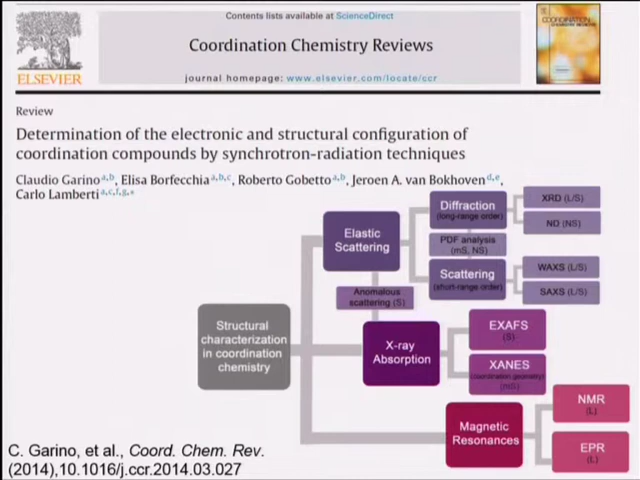 Contents lists available at ScienceDirect
Coordination Chemistry Reviews
journal homepage: www.elsevier.com/locate/ccr
ELSEVIER
COORDINATION
Review
Determination of the electronic and structural configuration of
coordination compounds by synchrotron-radiation techniques
Claudio Garino a,b, Elisa Borfecchia a,b,c, Roberto Gobetto a,b, Jeroen A. van Bokhoven d,e,
Carlo Lamberti a,c,f,g,*
Structural
characterization
in coordination
chemistry
Elastic
Scattering
Diffraction
(long-range order)
XRD (L/S)
ND (NS)
PDF analysis
(mS, NS)
Scattering
(short-range order)
WAXS (L/S)
SAXS (L/S)
Anomalous
scattering (S)
X-ray
Absorption
EXAFS
(S)
XANES
(coordination geometry)
(mS)
Magnetic
Resonances
NMR
(L)
EPR
(L)
C. Garino, et al., Coord. Chem. Rev.
(2014),10.1016/j.ccr.2014.03.027